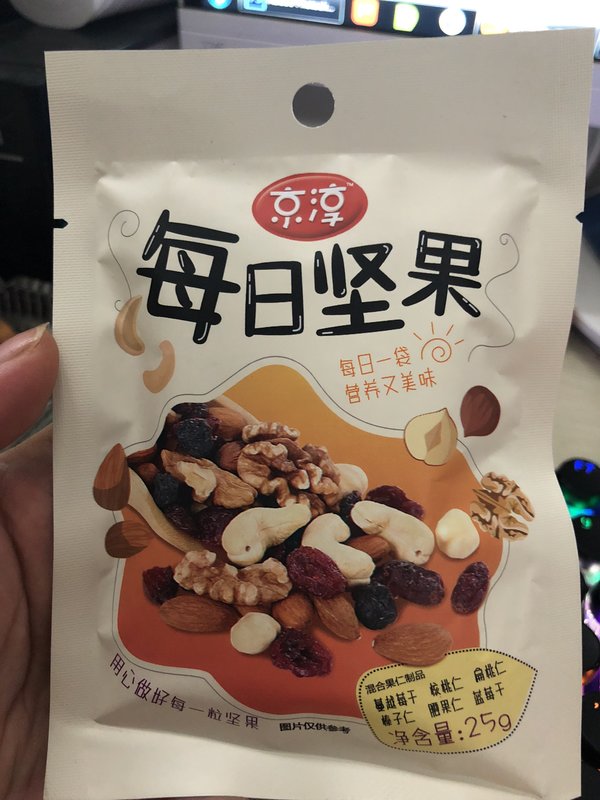 京淳™
每日坚果
每日一袋
营养又美味
混合果仁制品
蔓越莓干 核桃仁 扁桃仁
榛子仁 腰果仁 蓝莓干
净含量:25g
用心做好每一粒坚果
图片仅供参考